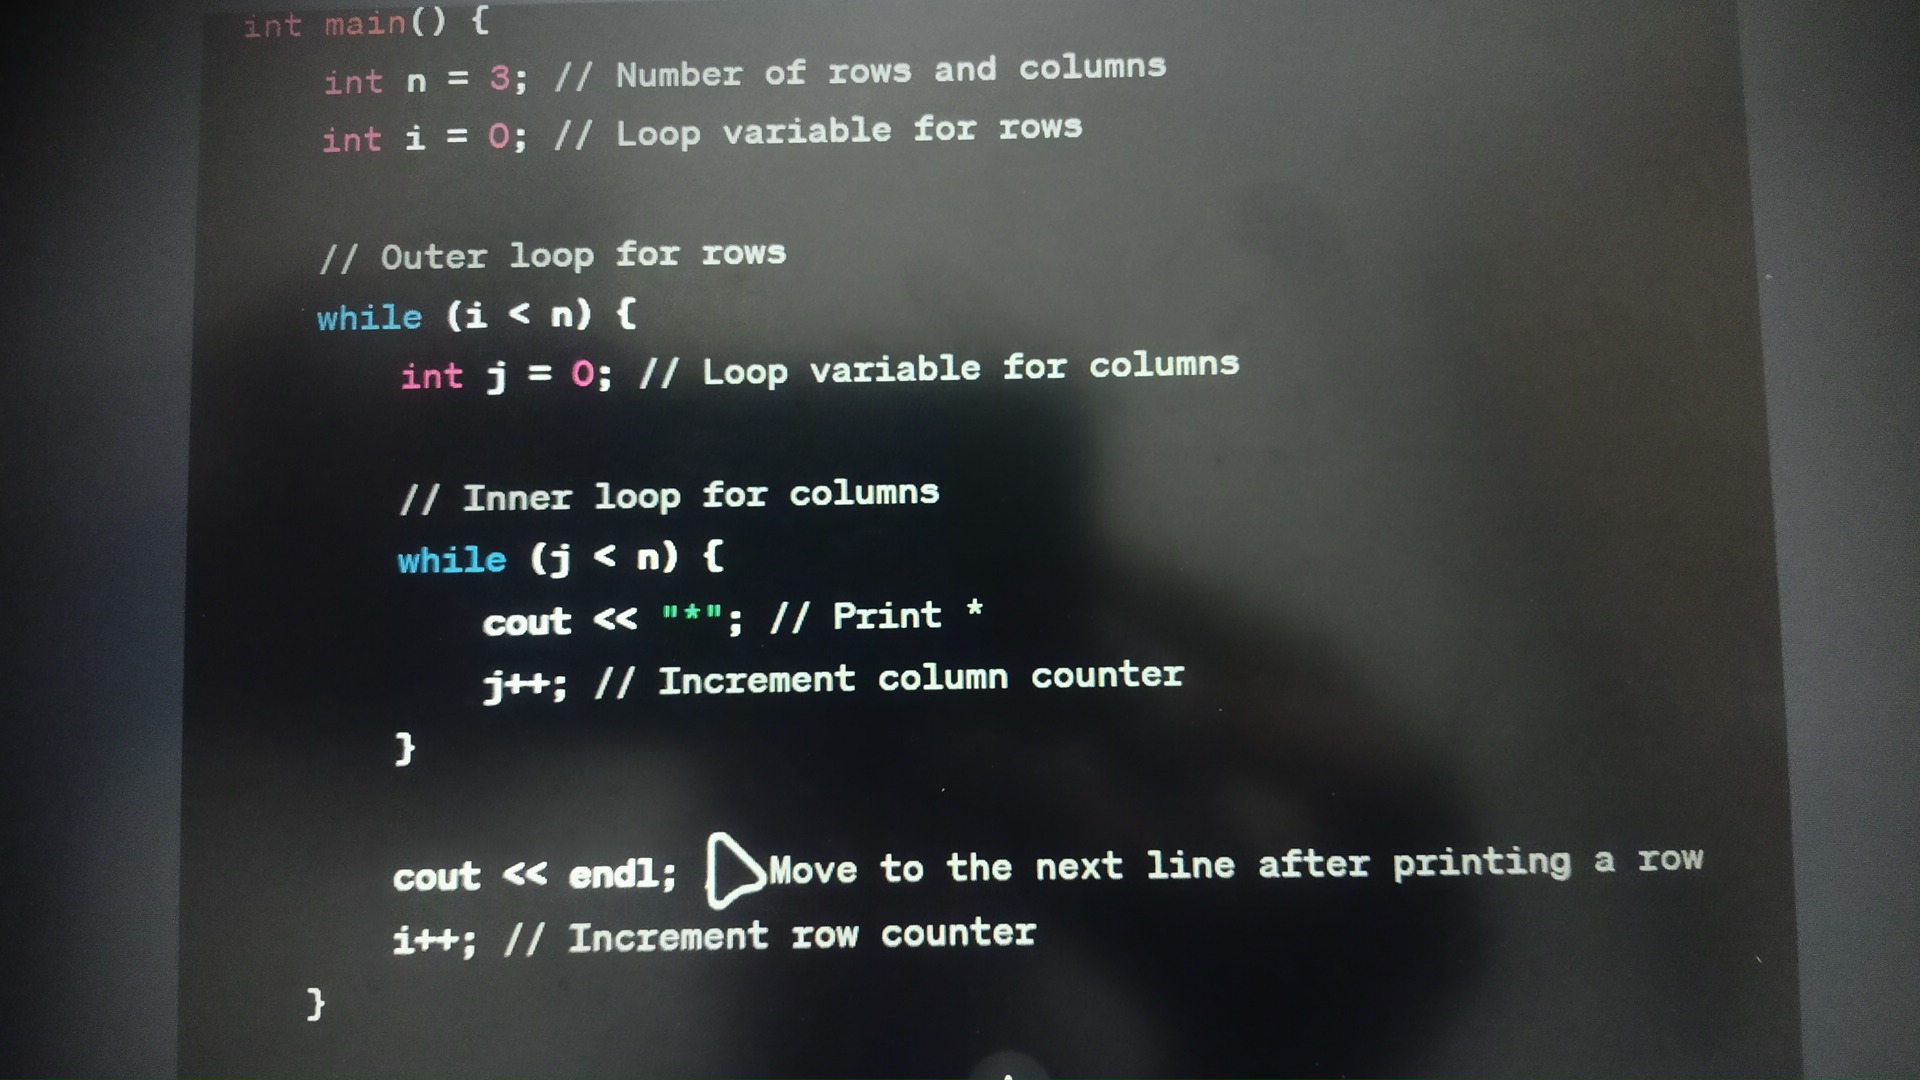 int main() {
int n = 3; // Number of rows and columns
int i = 0; // Loop variable for rows
// Outer loop for rows
while (i < n) {
int j = 0; // Loop variable for columns
// Inner loop for columns
while (j < n) {
cout << "*"; // Print *
j++; // Increment column counter
}
cout << endl; Move to the next line after printing a row
i++; // Increment row counter
}